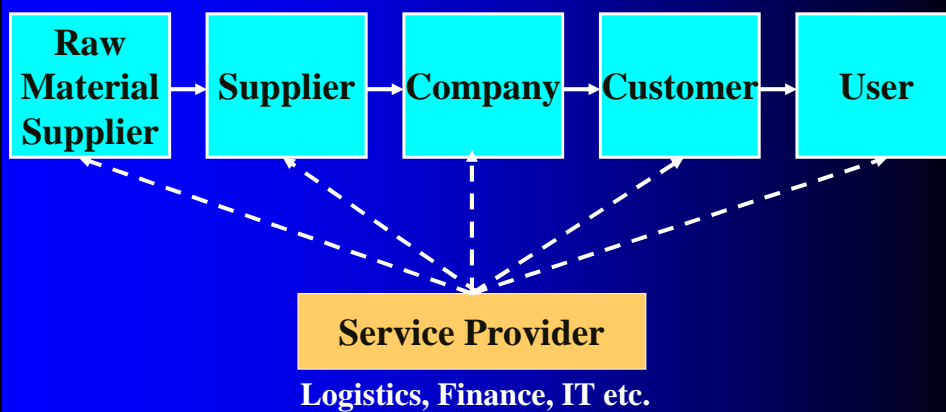 Raw
Material
Supplier
Supplier
Company
Customer
User
Service Provider
Logistics, Finance, IT etc.